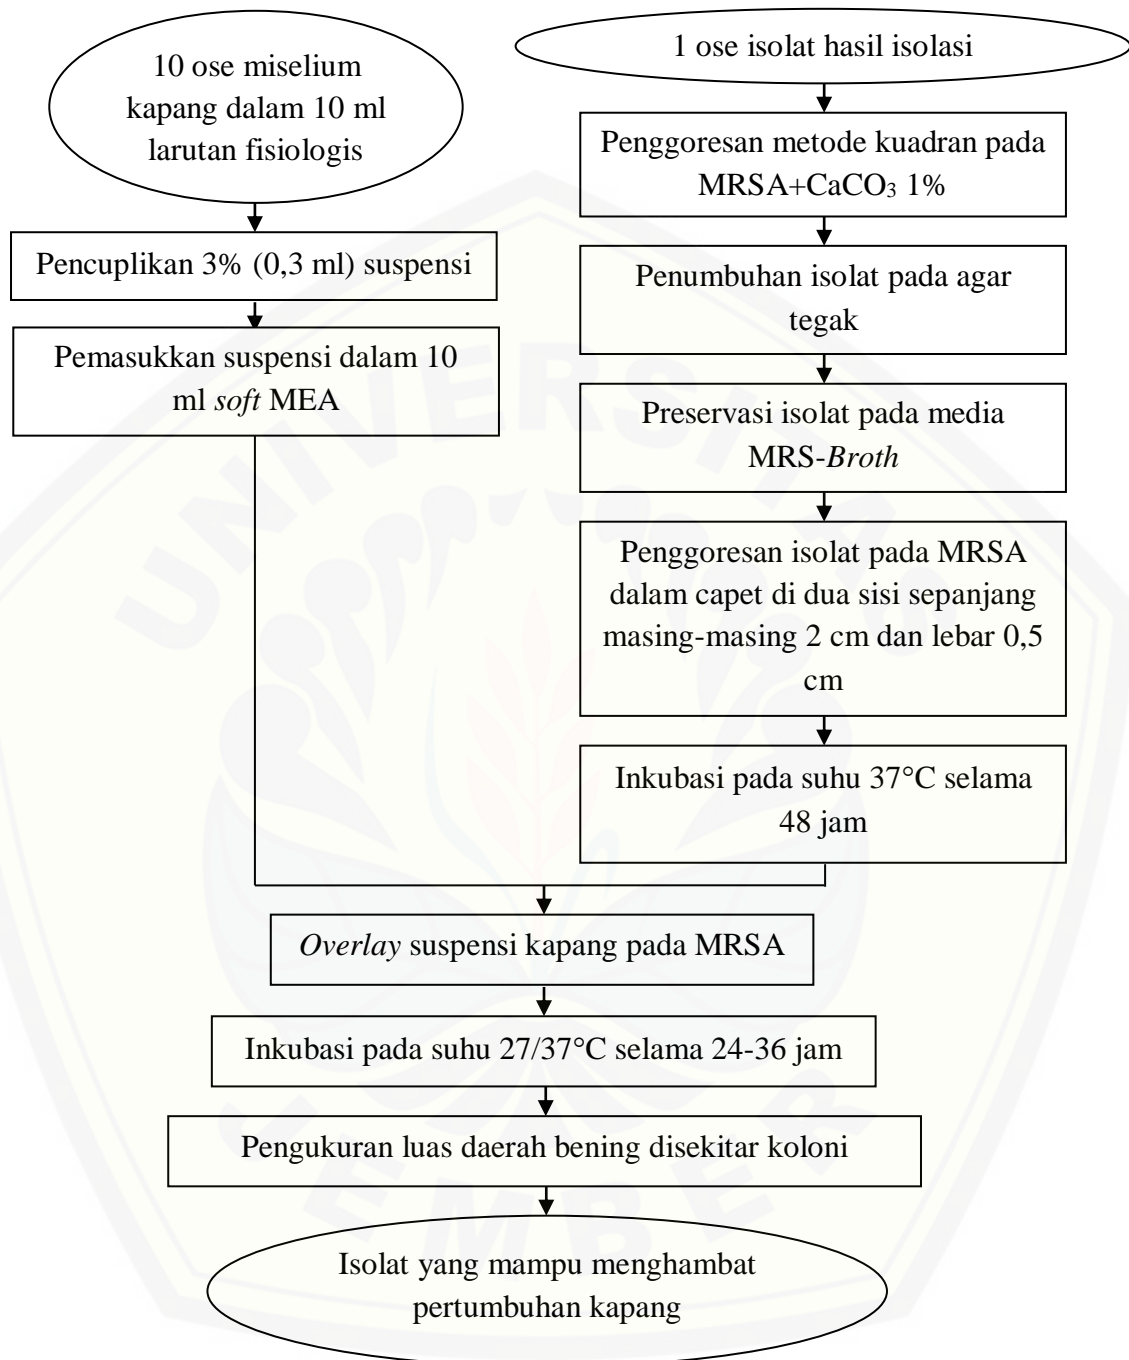 10 ose miselium
kapang dalam 10 ml
larutan fisiologis
Pencuplikan 3% (0,3 ml) suspensi
Pemasukkan suspensi dalam 10
ml soft MEA
1 ose isolat hasil isolasi
Penggoresan metode kuadran pada
MRSA+CaCO₃ 1%
Penumbuhan isolat pada agar
tegak
Preservasi isolat pada media
MRS-Broth
Penggoresan isolat pada MRSA
dalam capet di dua sisi sepanjang
masing-masing 2 cm dan lebar 0,5
cm
Inkubasi pada suhu 37°C selama
48 jam
Overlay suspensi kapang pada MRSA
Inkubasi pada suhu 27/37°C selama 24-36 jam
Pengukuran luas daerah bening disekitar koloni
Isolat yang mampu menghambat
pertumbuhan kapang
UNIVERSITAS
JEMBER